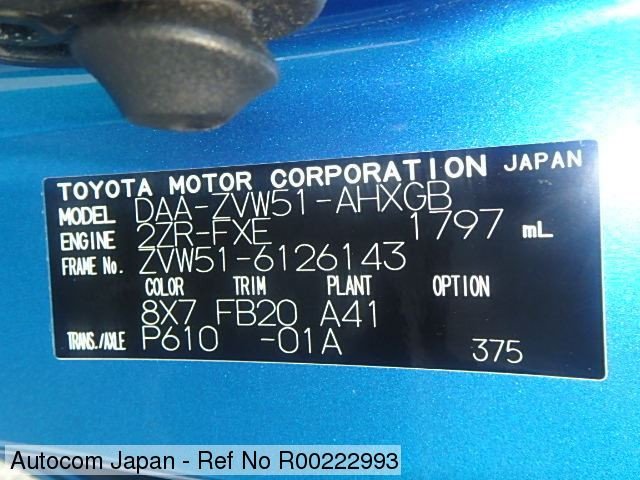 TOYOTA MOTOR CORPORATION JAPAN
MODEL DAA-ZVW51-AHXGB
ENGINE 2ZR-FXE 1797 mL
FRAME No. ZVW51-6126143
COLOR TRIM PLANT OPTION
8X7 FB20 A41
TRANS./AXLE P610 -01A 375
Autocom Japan - Ref No R00222993